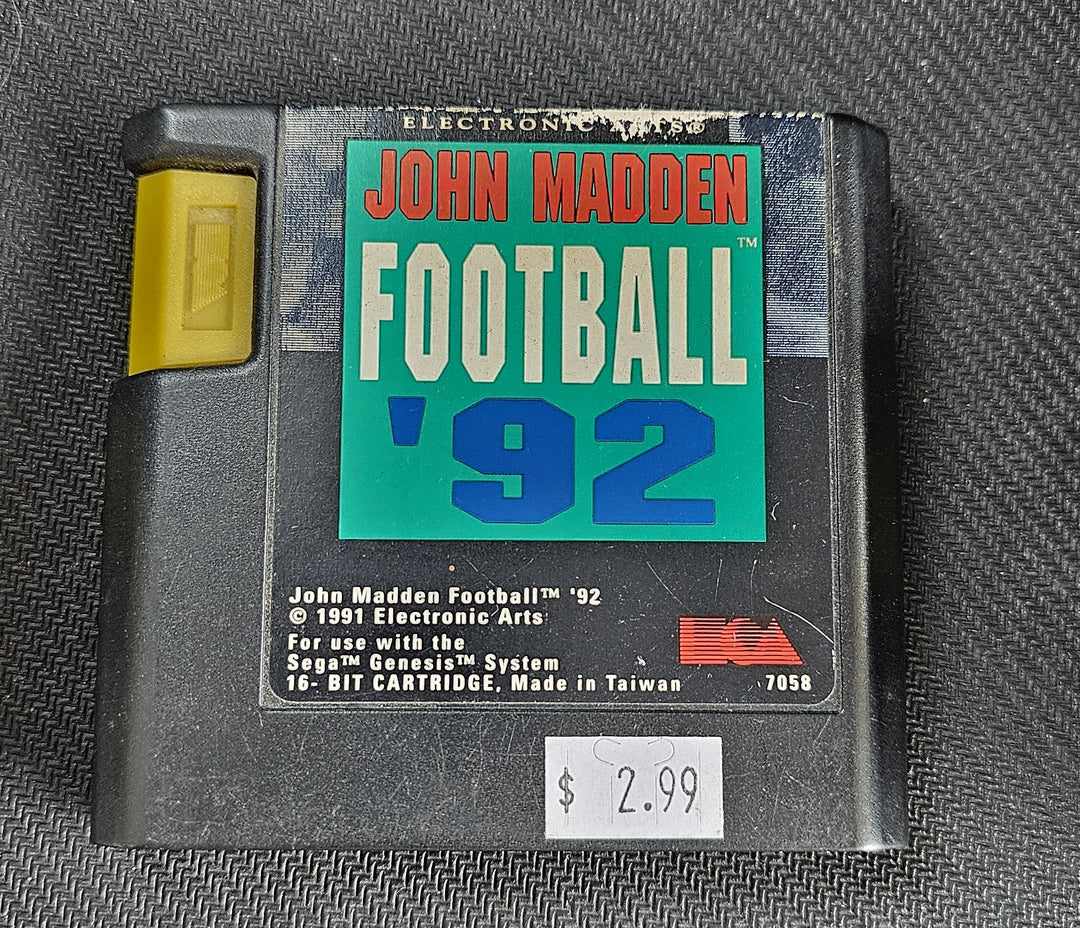 ELECTRONIC ARTS®
JOHN MADDEN
FOOTBALL™
'92
John Madden Football™ '92
© 1991 Electronic Arts
For use with the
Sega™ Genesis™ System
16- BIT CARTRIDGE, Made in Taiwan
EA
7058
$ 2.99